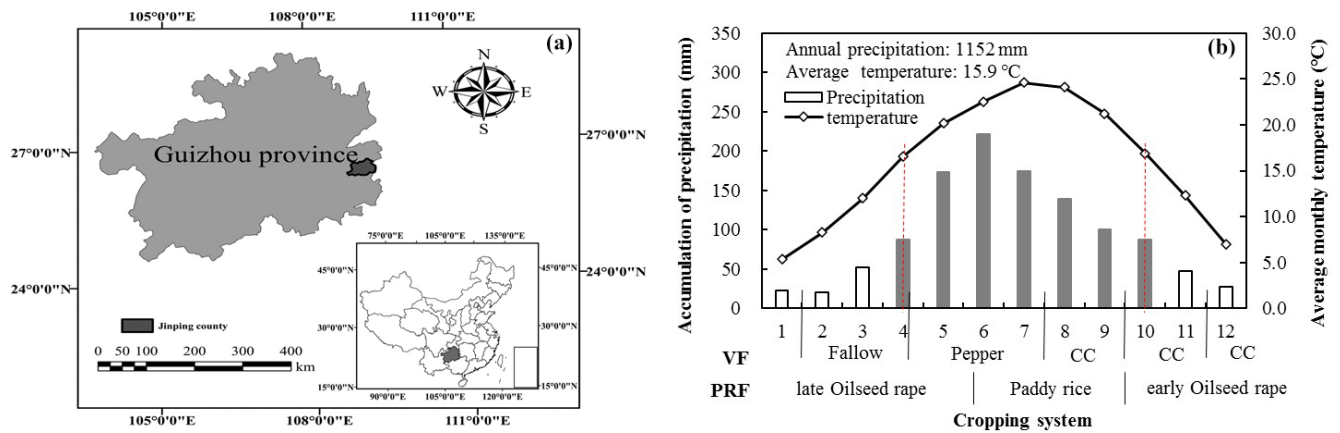 105°0'0"E 108°0'0"E 111°0'0"E
(a)
N
W E
S
27°0'0"N
27°0'0"N
Guizhou province
24°0'0"N
24°0'0"N
75°0'0"E 105°0'0"E 135°0'0"E
45°0'0"N
45°0'0"N
30°0'0"N
30°0'0"N
15°0'0"N
15°0'0"N
90°0'0"E 105°0'0"E 120°0'0"E
Jinping county
0 50 100 200 300 400
km
105°0'0"E 108°0'0"E 111°0'0"E
(b)
Accumulation of precipitation (mm)
350
300
250
200
150
100
50
0
Annual precipitation: 1152 mm
Average temperature: 15.9 °C
Precipitation
temperature
30.0
25.0
20.0
15.0
10.0
5.0
0.0
Average monthly temperature (°C)
1 2 3 4 5 6 7 8 9 10 11 12
VF Fallow Pepper CC CC CC
PRF late Oilseed rape Paddy rice early Oilseed rape
Cropping system